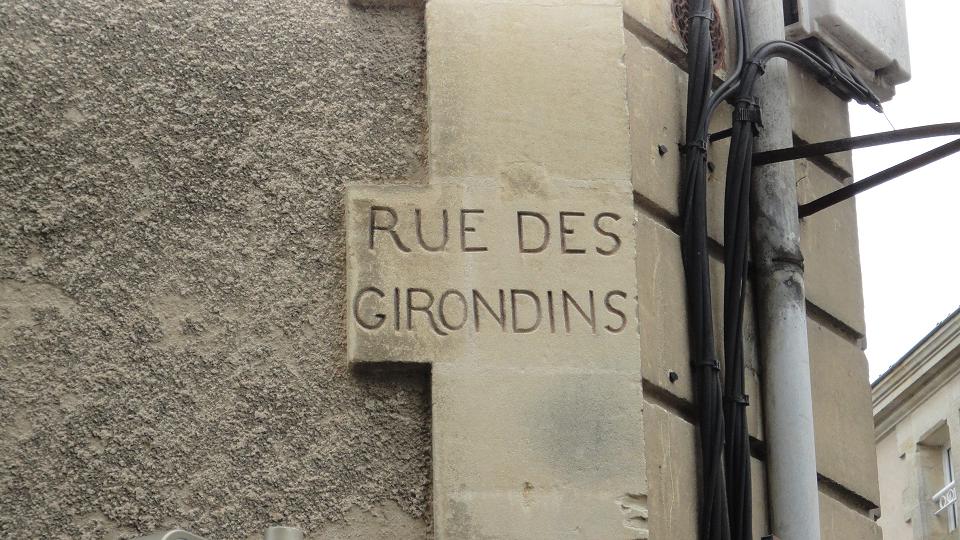 RUE DES
GIRONDINS